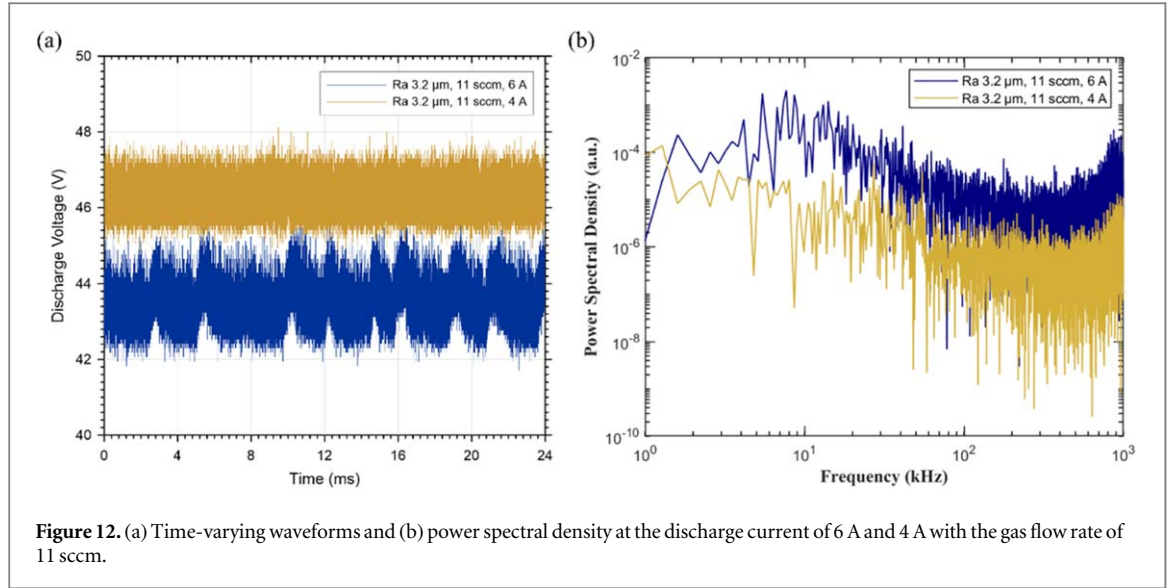 (a)
50
48
46
44
42
40
Discharge Voltage (V)
Ra 3.2 µm, 11 sccm, 6 A
Ra 3.2 µm, 11 sccm, 4 A
0 4 8 12 16 20 24
Time (ms)
(b)
10⁻²
10⁻⁴
10⁻⁶
10⁻⁸
10⁻¹⁰
Power Spectral Density (a.u.)
Ra 3.2 µm, 11 sccm, 6 A
Ra 3.2 µm, 11 sccm, 4 A
10⁰ 10¹ 10² 10³
Frequency (kHz)
Figure 12. (a) Time-varying waveforms and (b) power spectral density at the discharge current of 6 A and 4 A with the gas flow rate of
11 sccm.